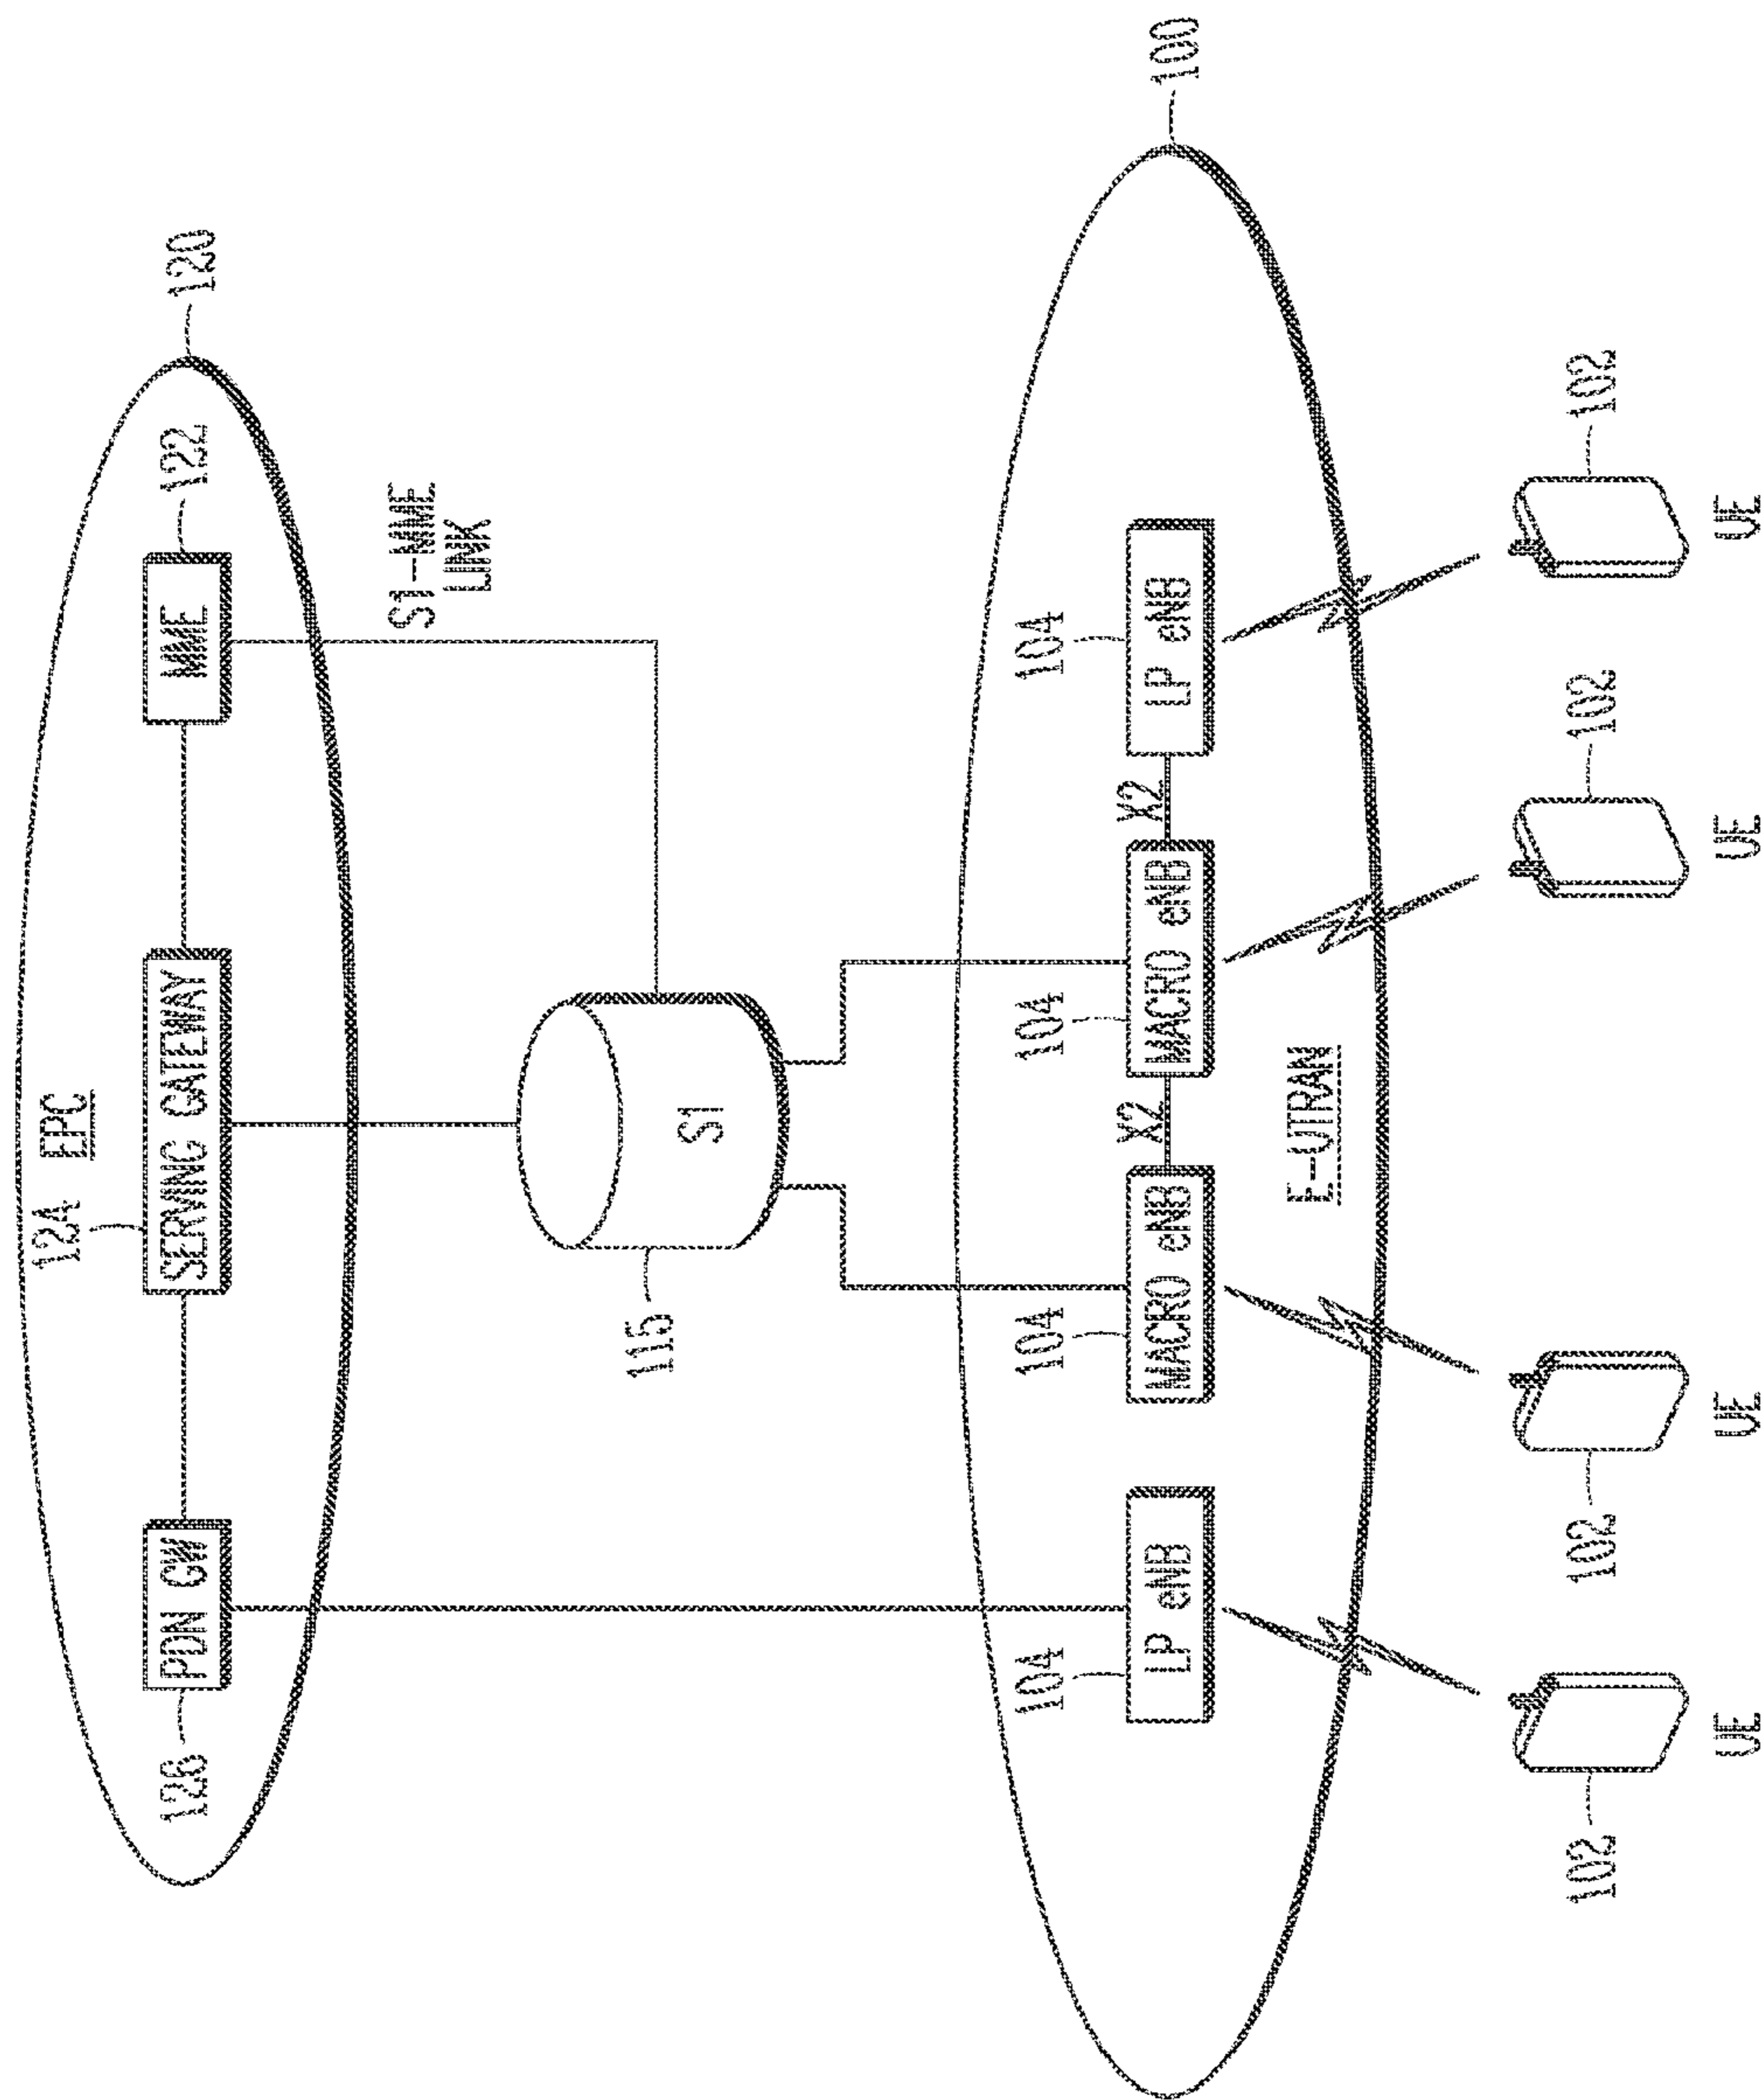 124
EPC
126
PDN GW
SERVING GATEWAY
MME
122
120
S1-MME
LINK
115
S1
104
104
104
104
LP eNB
MACRO eNB
X2
MACRO eNB
X2
LP eNB
100
E-UTRAN
102
102
102
102
UE
UE
UE
UE